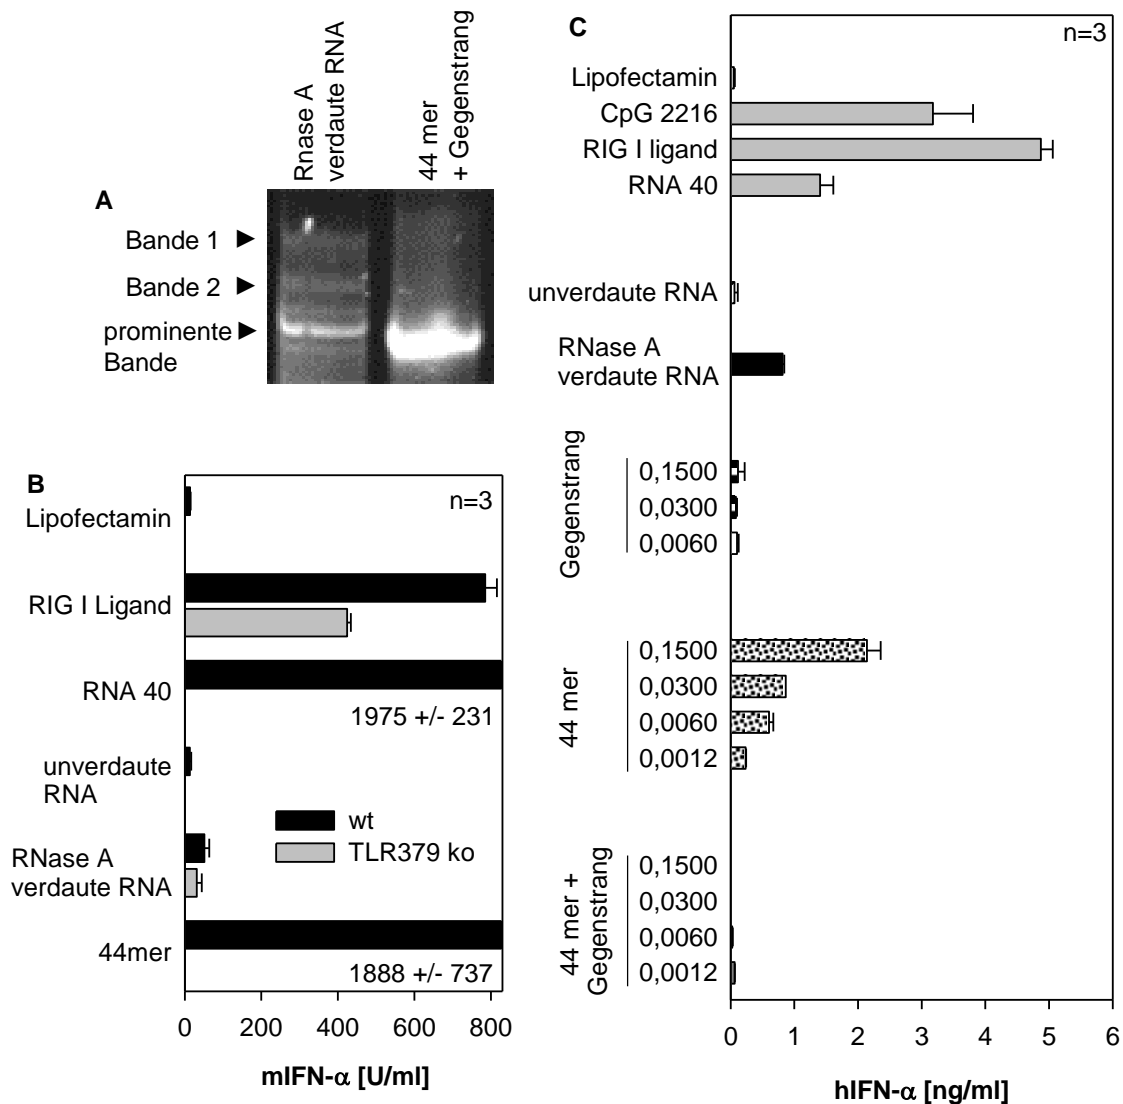 A
Rnase A
verdaute RNA
44 mer
+ Gegenstrang
Bande 1
Bande 2
prominente
Bande
B
n=3
Lipofectamin
RIG I Ligand
RNA 40
1975 +/- 231
unverdaute
RNA
wt
TLR379 ko
RNase A
verdaute RNA
44mer
1888 +/- 737
0 200 400 600 800
mIFN-α [U/ml]
C
n=3
Lipofectamin
CpG 2216
RIG I ligand
RNA 40
unverdaute RNA
RNase A
verdaute RNA
Gegenstrang
0,1500
0,0300
0,0060
44 mer
0,1500
0,0300
0,0060
0,0012
44 mer +
Gegenstrang
0,1500
0,0300
0,0060
0,0012
0 1 2 3 4 5 6
hIFN-α [ng/ml]